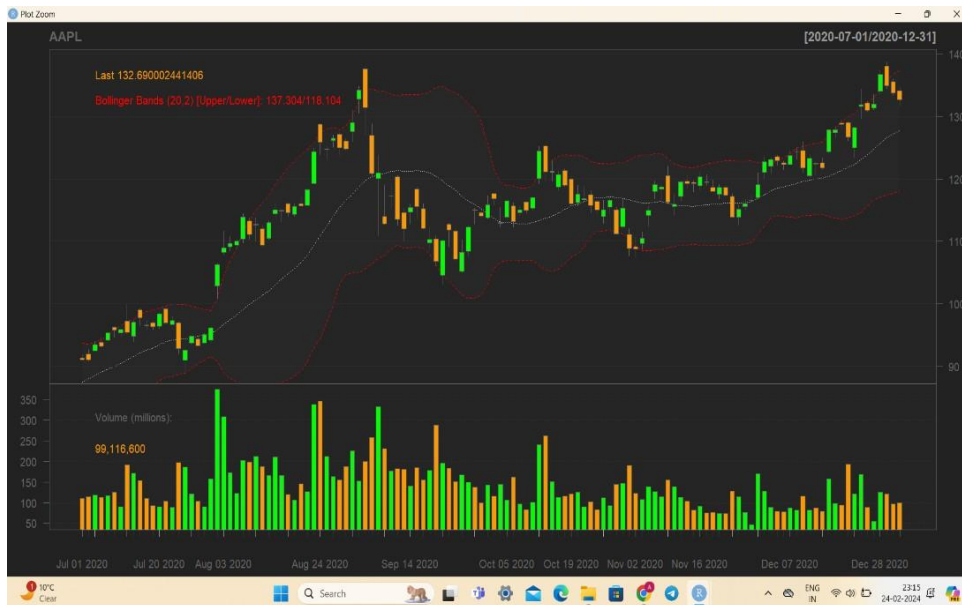 Plot Zoom
AAPL [2020-07-01/2020-12-31]
Last 132.690002441406
Bollinger Bands (20,2) [Upper/Lower]: 137.304/118.104
140
130
120
110
100
90
Volume (millions):
99,116,600
350
300
250
200
150
100
50
Jul 01 2020 Jul 20 2020 Aug 03 2020 Aug 24 2020 Sep 14 2020 Oct 05 2020 Oct 19 2020 Nov 02 2020 Nov 16 2020 Dec 07 2020 Dec 28 2020
10°C
Clear
Search
ENG
IN
23:15
24-02-2024